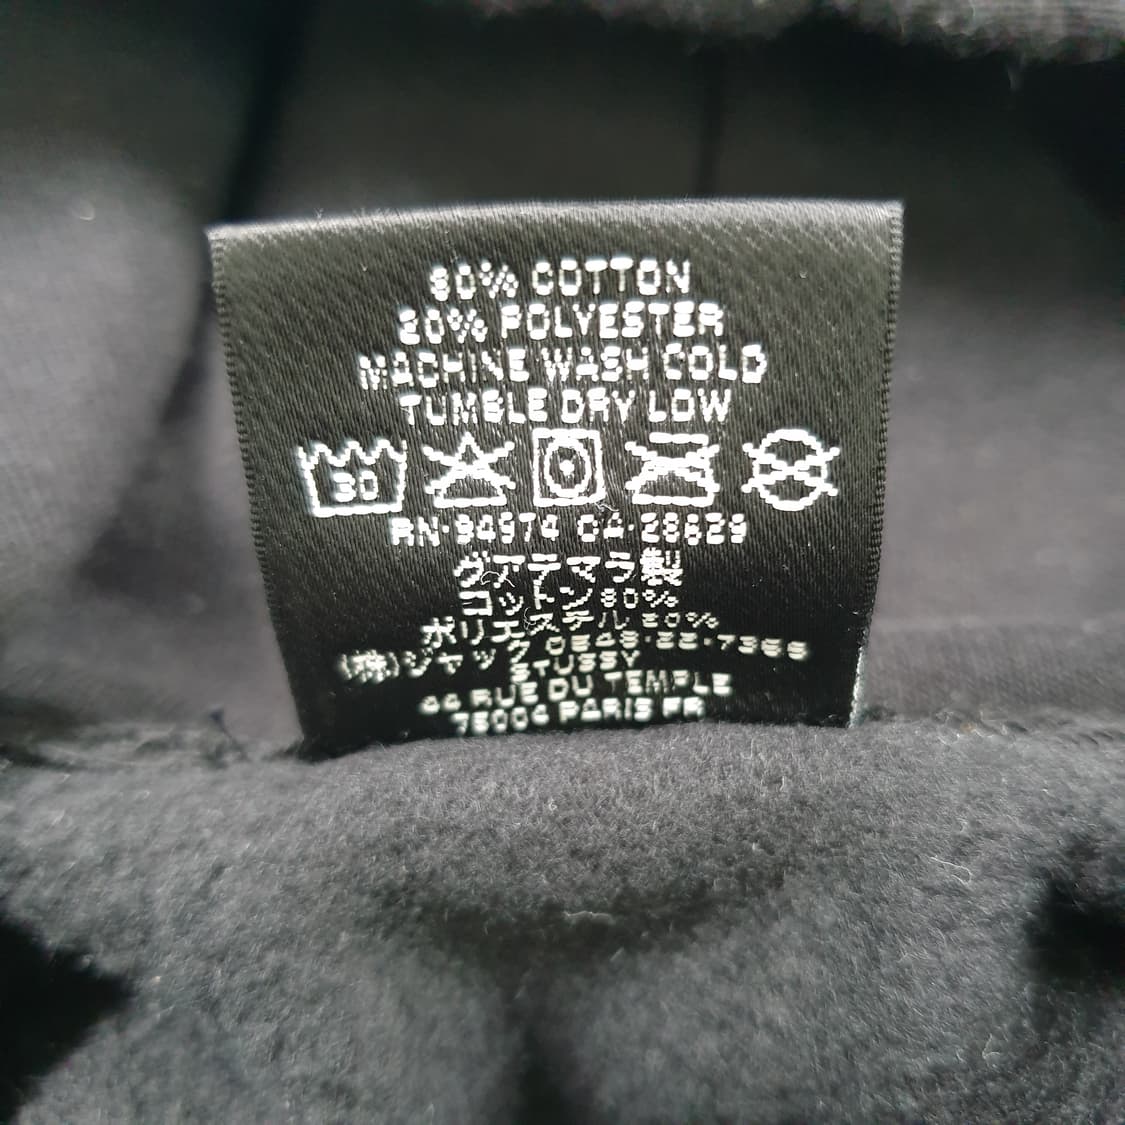 80% COTTON
20% POLYESTER
MACHINE WASH COLD
TUMBLE DRY LOW
30
RN·94974 CA·28629
グアテマラ製
コットン80%
ポリエステル20%
(株)ジャック 0548·22·7366
STUSSY
44 RUE DU TEMPLE
75004 PARIS FR